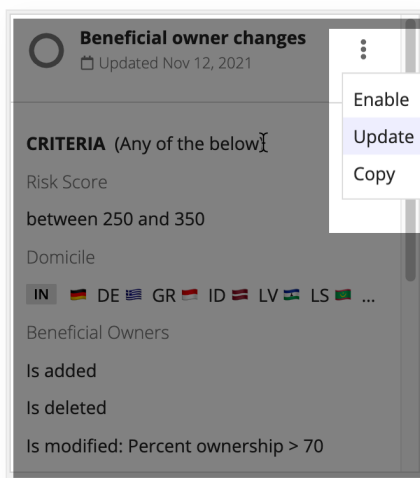 Beneficial owner changes
Updated Nov 12, 2021
Enable
Update
Copy
CRITERIA (Any of the below)
Risk Score
between 250 and 350
Domicile
IN DE GR ID LV LS ...
Beneficial Owners
Is added
Is deleted
Is modified: Percent ownership > 70